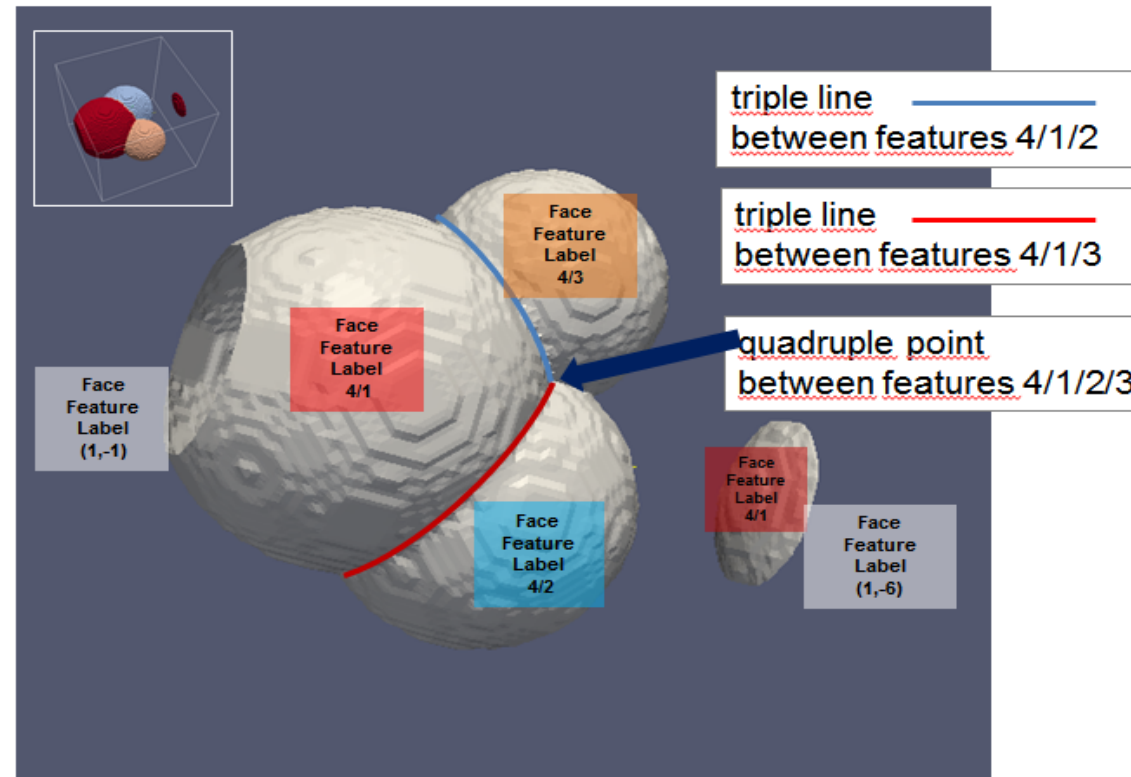 triple line
between features 4/1/2
triple line
between features 4/1/3
quadruple point
between features 4/1/2/3
Face
Feature
Label
4/3
Face
Feature
Label
4/1
Face
Feature
Label
(1,-1)
Face
Feature
Label
4/2
Face
Feature
Label
4/1
Face
Feature
Label
(1,-6)